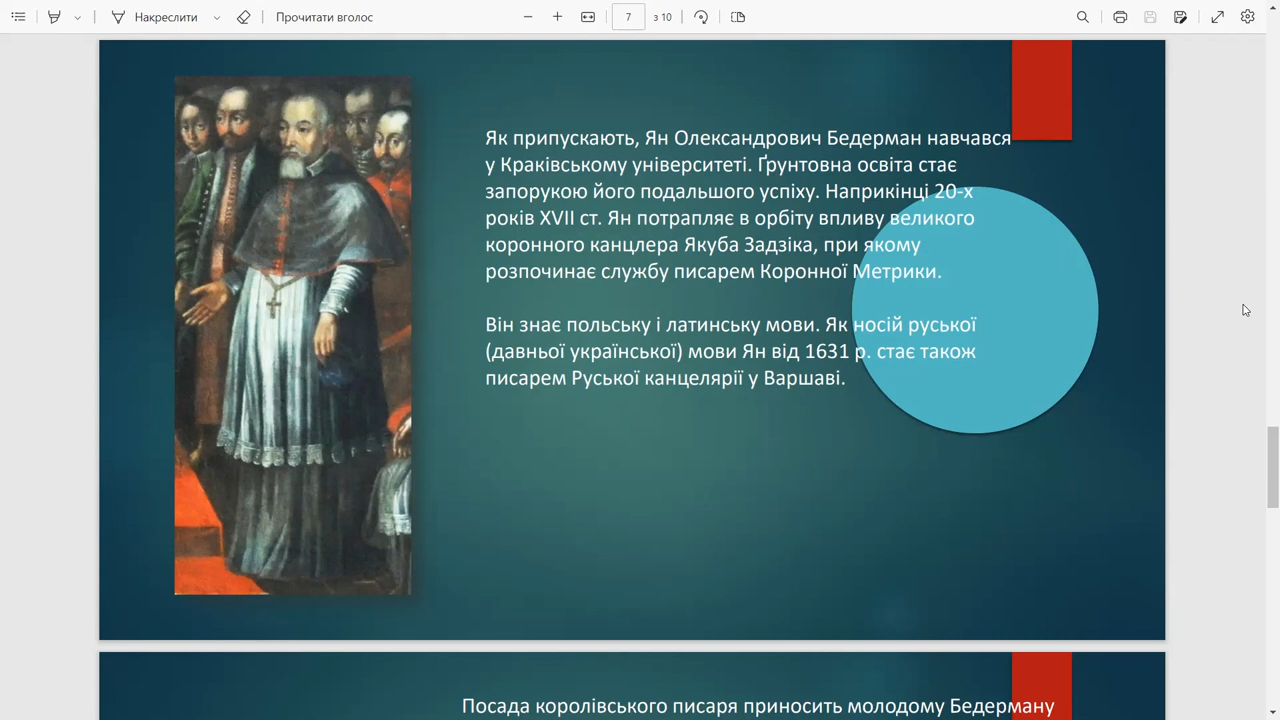 Накреслити
Прочитати вголос
7
з 10
Як припускають, Ян Олександрович Бедерман навчався
у Краківському університеті. Ґрунтовна освіта стає
запорукою його подальшого успіху. Наприкінці 20-х
років XVII ст. Ян потрапляє в орбіту впливу великого
коронного канцлера Якуба Задзіка, при якому
розпочинає службу писарем Коронної Метрики.
Він знає польську і латинську мови. Як носій руської
(давньої української) мови Ян від 1631 р. стає також
писарем Руської канцелярії у Варшаві.
Посада королівського писаря приносить молодому Бедерману